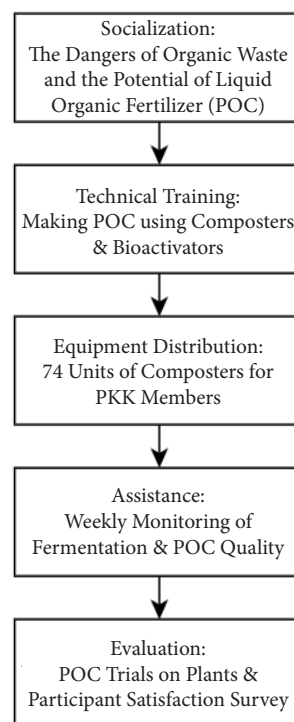 Socialization:
The Dangers of Organic Waste
and the Potential of Liquid
Organic Fertilizer (POC)
Technical Training:
Making POC using Composters
& Bioactivators
Equipment Distribution:
74 Units of Composters for
PKK Members
Assistance:
Weekly Monitoring of
Fermentation & POC Quality
Evaluation:
POC Trials on Plants &
Participant Satisfaction Survey